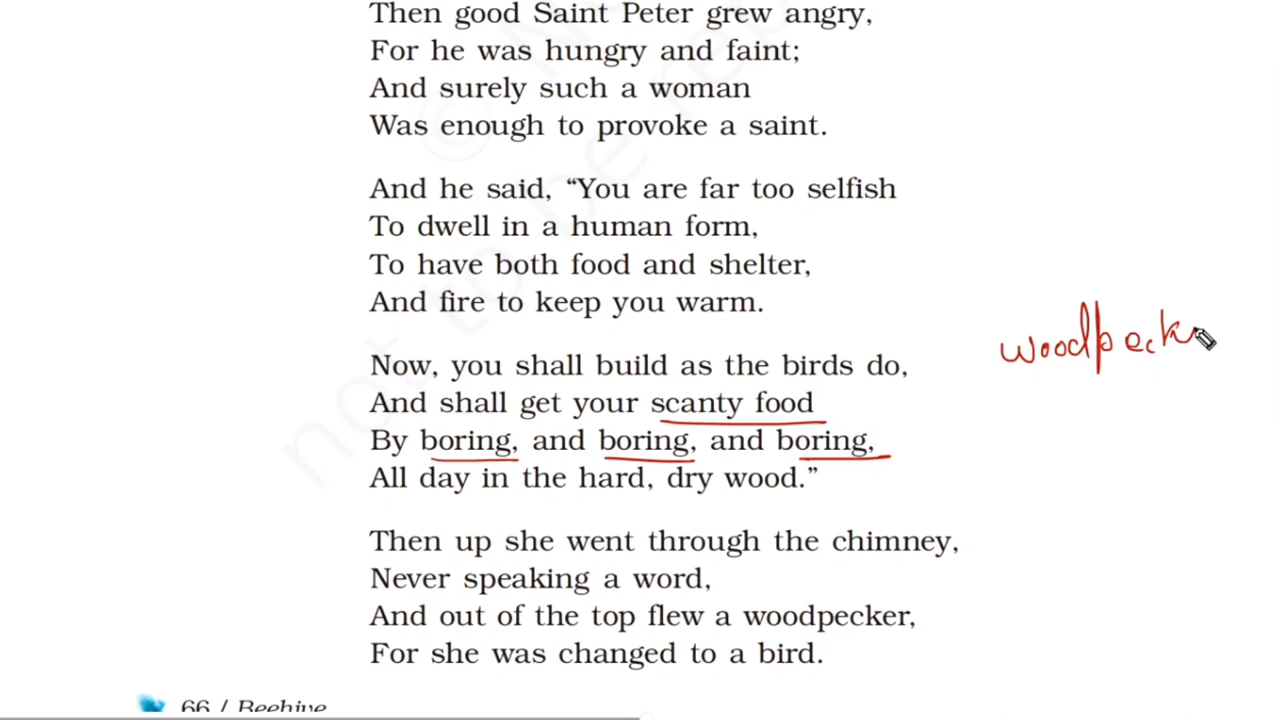 Then good Saint Peter grew angry,
For he was hungry and faint;
And surely such a woman
Was enough to provoke a saint.
And he said, “You are far too selfish
To dwell in a human form,
To have both food and shelter,
And fire to keep you warm.
Now, you shall build as the birds do,
And shall get your scanty food
By boring, and boring, and boring,
All day in the hard, dry wood.”
woodpeck
Then up she went through the chimney,
Never speaking a word,
And out of the top flew a woodpecker,
For she was changed to a bird.
66 / Beehive
not to be re